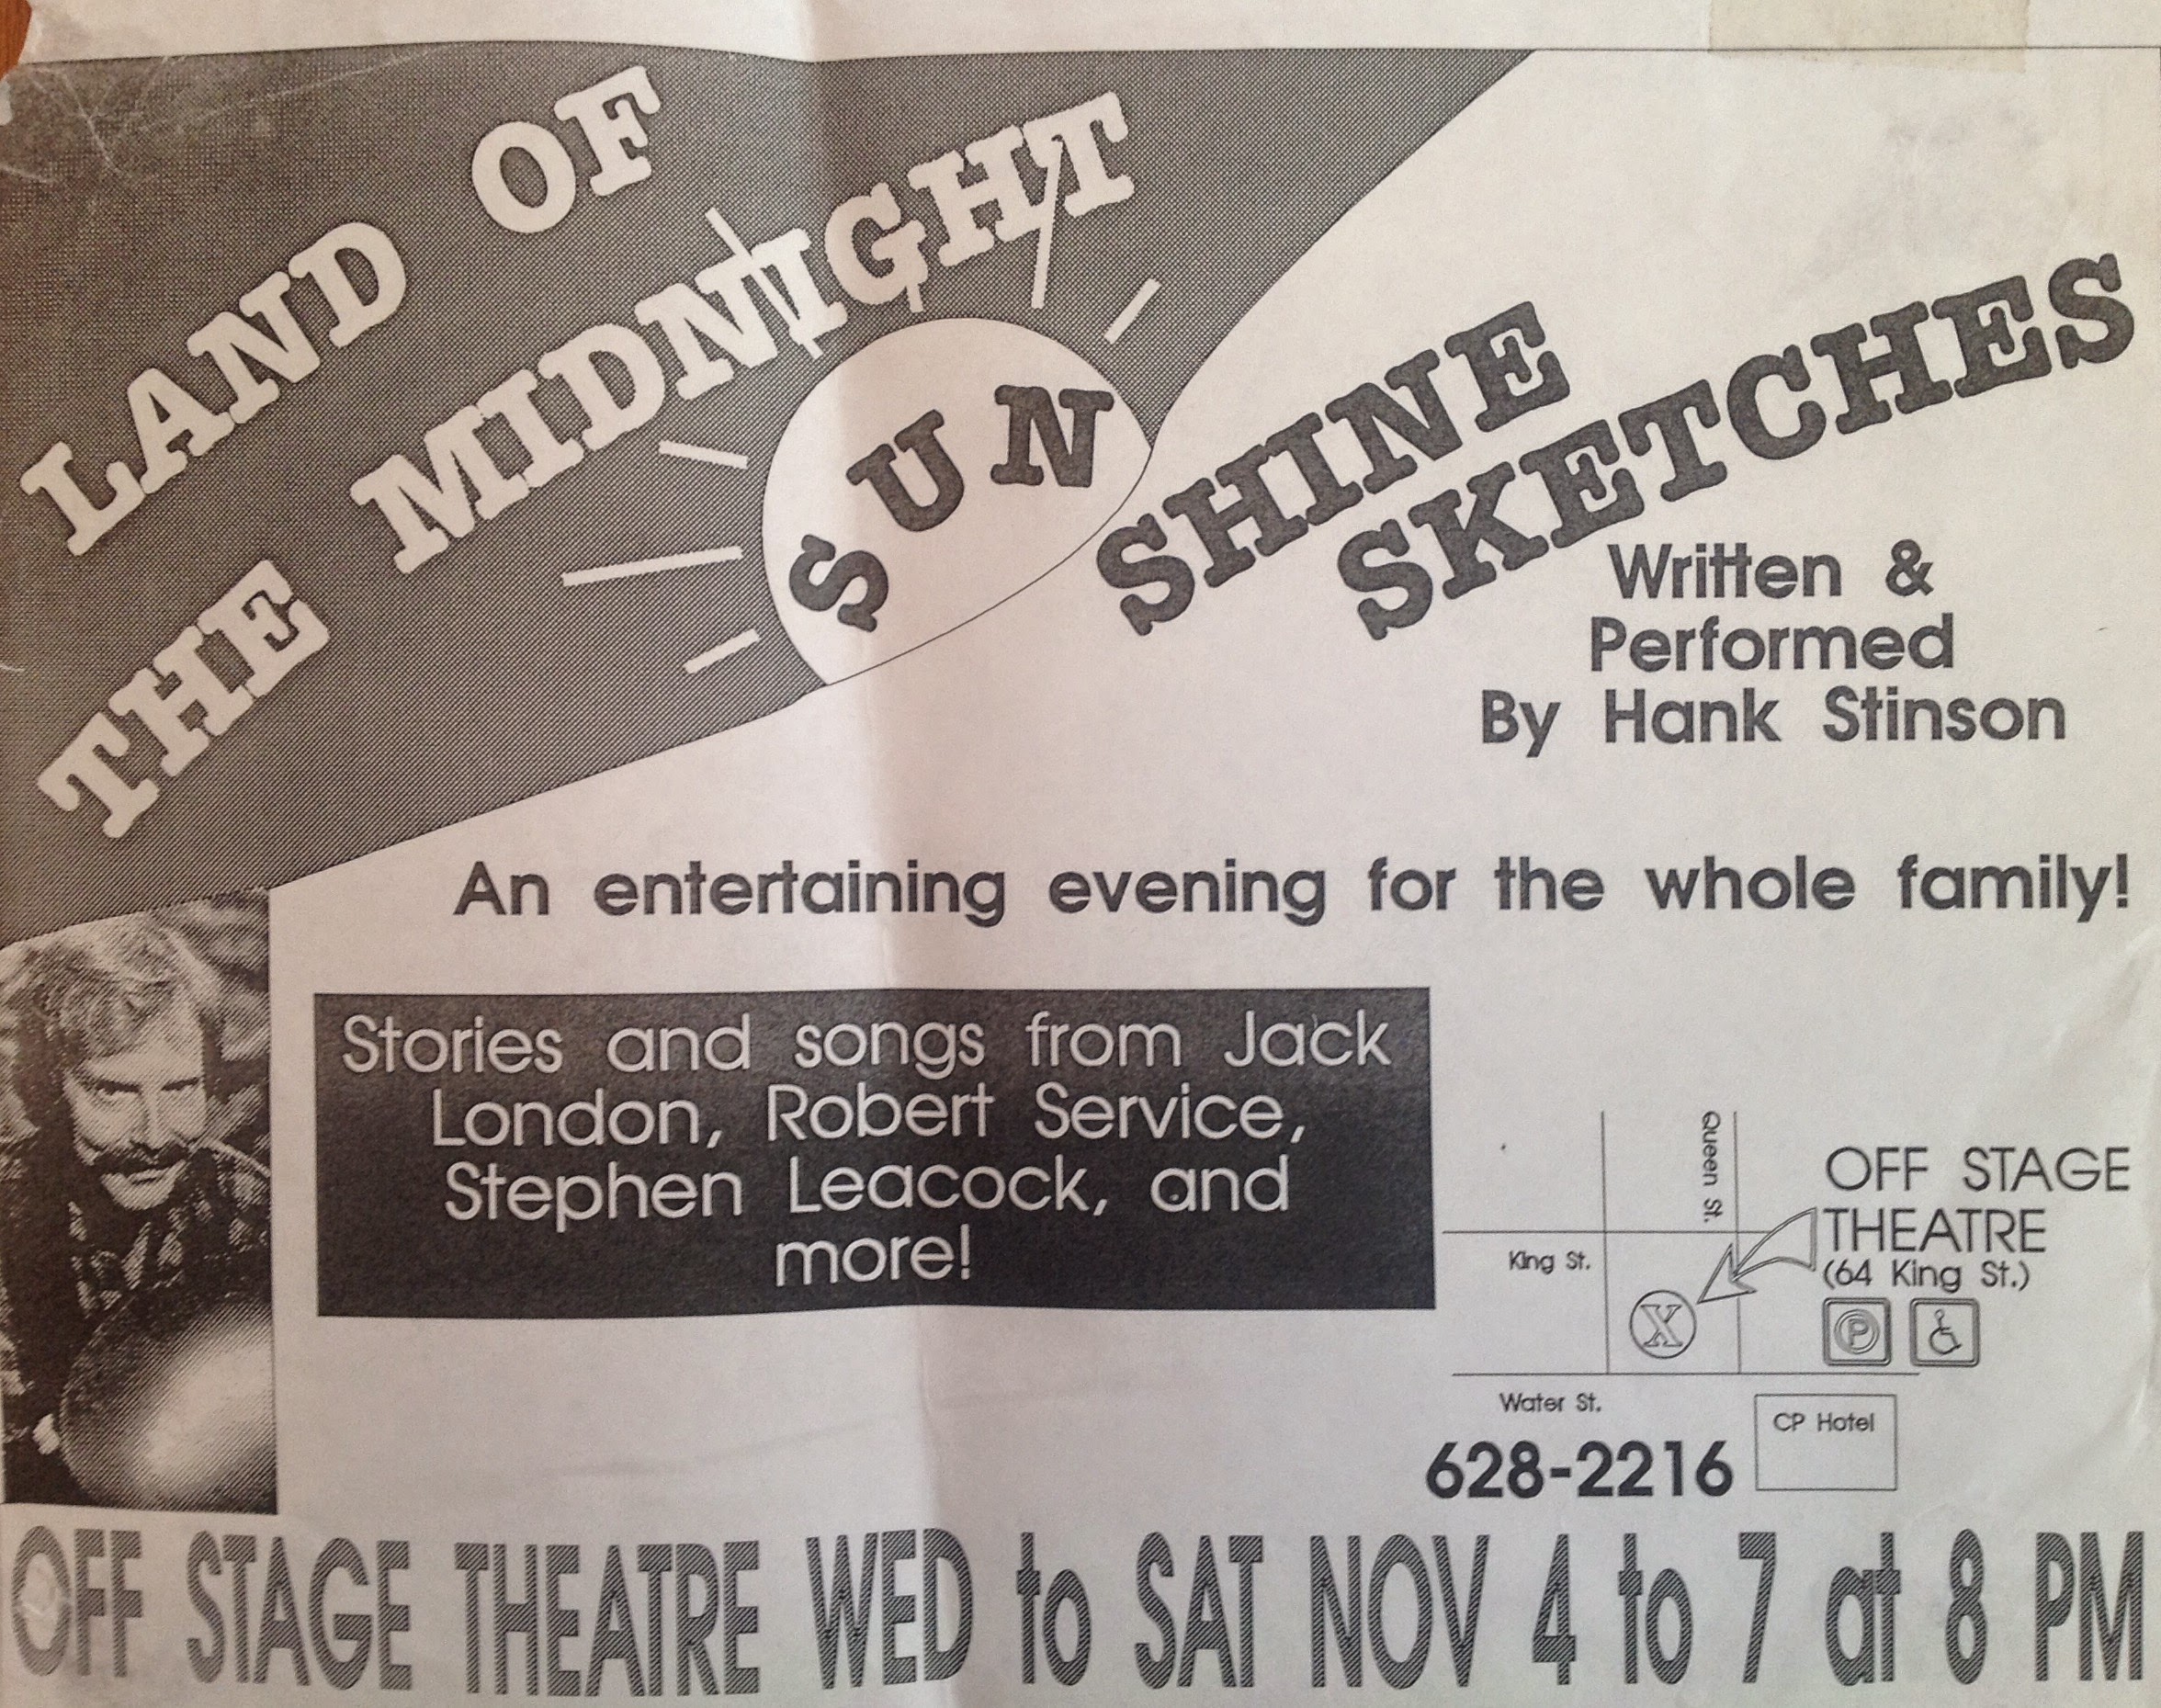 LAND OF
THE MIDNIGHT
SUN
SHINE
SKETCHES
Written &
Performed
By Hank Stinson
An entertaining evening for the whole family!
Stories and songs from Jack
London, Robert Service,
Stephen Leacock, and
more!
Queen St.
King St.
OFF STAGE
THEATRE
(64 King St.)
X
P
Water St.
CP Hotel
628-2216
OFF STAGE THEATRE WED to SAT NOV 4 to 7 at 8 PM